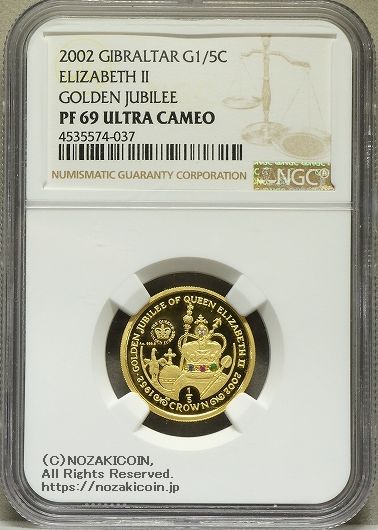 2002 GIBRALTAR G1/5C
ELIZABETH II
GOLDEN JUBILEE
PF 69 ULTRA CAMEO
4535574-037
NUMISMATIC GUARANTY CORPORATION
NGC
GOLDEN JUBILEE OF QUEEN ELIZABETH II
1952
2002
1/5
CROWN
(C)NOZAKICOIN,
All Rights Reserved.
https://nozakicoin.jp